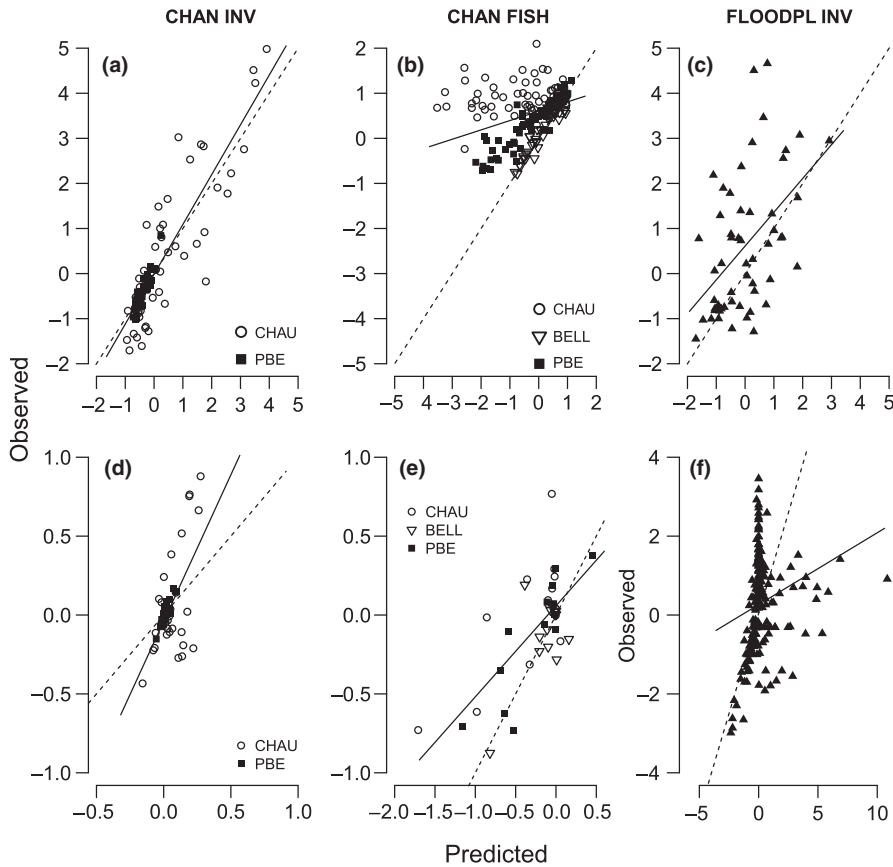 CHAN INV
CHAN FISH
FLOODPL INV
(a)
5
4
3
2
1
0
−1
−2
−2 −1 0 1 2 3 4 5
CHAU
PBE
(b)
2
1
0
−1
−2
−3
−4
−5
−5 −4 −3 −2 −1 0 1 2
CHAU
BELL
PBE
(c)
5
4
3
2
1
0
−1
−2
−2 −1 0 1 2 3 4 5
Observed
(d)
1.0
0.5
0.0
−0.5
−1.0
−0.5 0.0 0.5 1.0
CHAU
PBE
(e)
1.0
0.5
0.0
−0.5
−1.0
−2.0 −1.5 −1.0 −0.5 0.0 0.5
CHAU
BELL
PBE
(f)
4
2
0
−2
−4
−5 0 5 10
Observed
Predicted